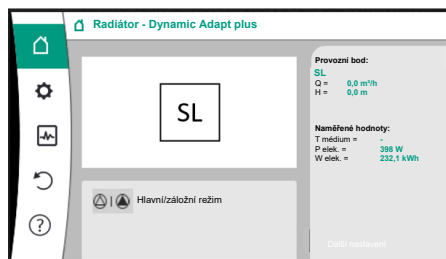 Radiátor - Dynamic Adapt plus
SL
Hlavní/záložní režim
Provozní bod:
SL
Q = 0,0 m³/h
H = 0,0 m
Naměřené hodnoty:
T médium = -
P elek. = 398 W
W elek. = 232,1 kWh
Další nastavení
?